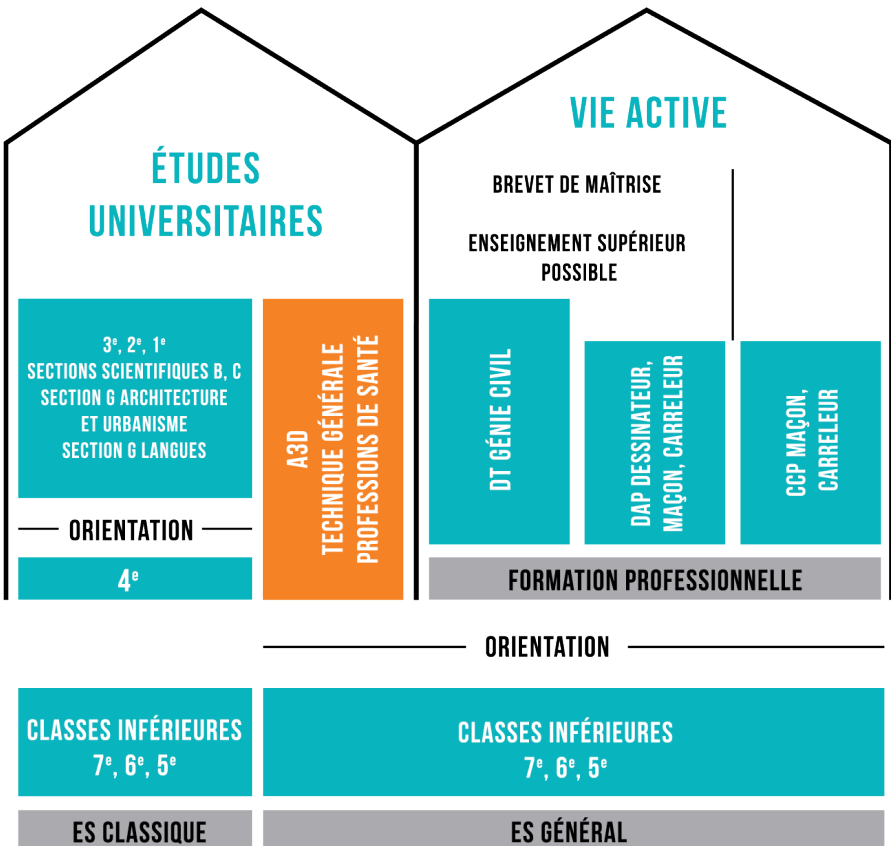 ÉTUDES
UNIVERSITAIRES
VIE ACTIVE
BREVET DE MAÎTRISE
ENSEIGNEMENT SUPÉRIEUR
POSSIBLE
3e, 2e, 1e
SECTIONS SCIENTIFIQUES B, C
SECTION G ARCHITECTURE
ET URBANISME
SECTION G LANGUES
ORIENTATION
4e
A3D
TECHNIQUE GÉNÉRALE
PROFESSIONS DE SANTÉ
DT GÉNIE CIVIL
DAP DESSINATEUR,
MAÇON, CARRELEUR
CCP MAÇON,
CARRELEUR
FORMATION PROFESSIONNELLE
ORIENTATION
CLASSES INFÉRIEURES
7e, 6e, 5e
CLASSES INFÉRIEURES
7e, 6e, 5e
ES CLASSIQUE
ES GÉNÉRAL